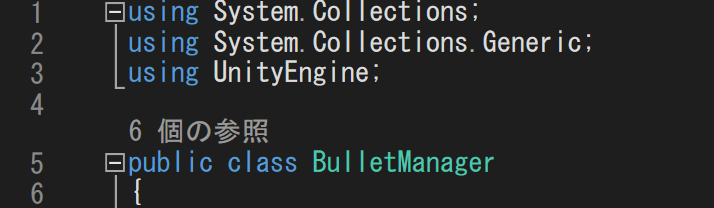 1 using System.Collections;
2 using System.Collections.Generic;
3 using UnityEngine;
4
6 個の参照
5 public class BulletManager
6 {